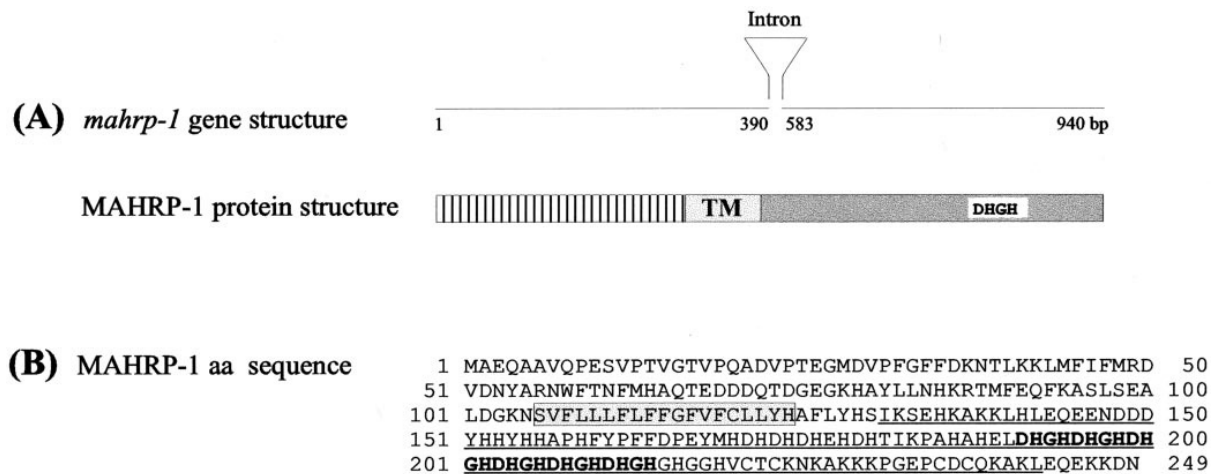 Intron
(A) mahrp-1 gene structure
1 390 583 940 bp
MAHRP-1 protein structure TM DHGH
(B) MAHRP-1 aa sequence
1 MAEQAAVQPESVPTVGTVPQADVPTEGMDVPFGFFDKNTLKKLMFIFMRD 50
51 VDNYARNWFTNFMHAQTEDDDQTDGEGKHAYLLNHKRTMFEQFKASLSEA 100
101 LDGKNSVFLLLFLFFGFVFCLLYHAFLYHSIKSEHKAKKLHLEQEENDDD 150
151 YHHYHHAPHFYPFFDPEYMHDHDHDHEHDHTIKPAHAHELDHGHDHGHDH 200
201 GHDHGHDHGHDHGHGHGGHVCTCKNKAKKKPGEPCDCQKAKLEQEKKDN 249